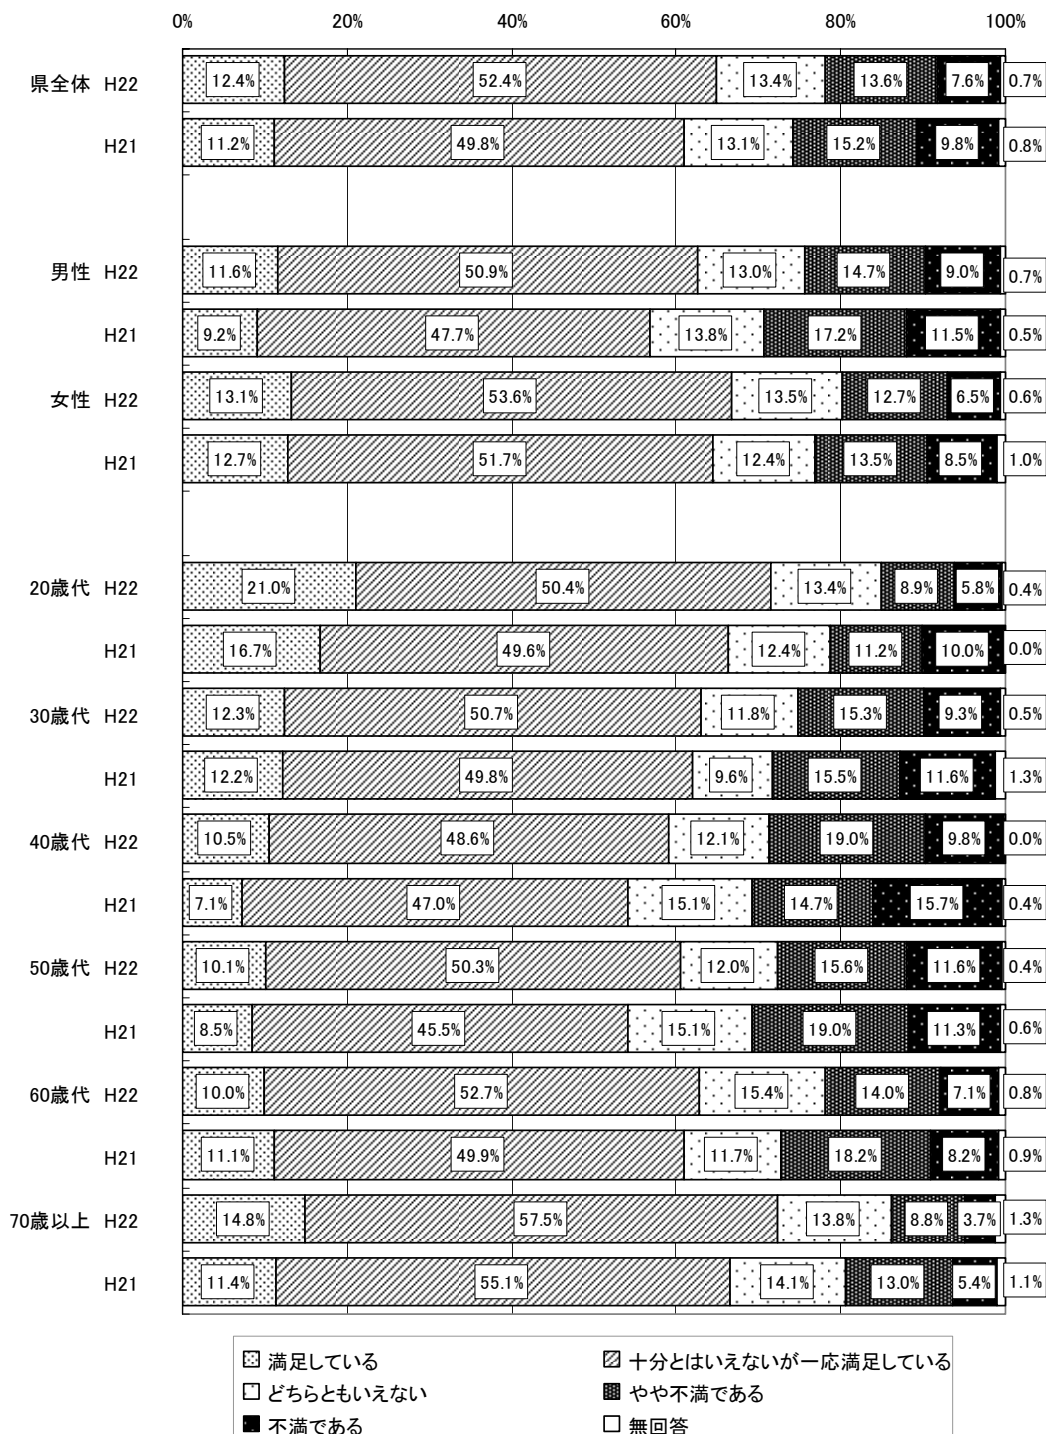 0% 20% 40% 60% 80% 100%
県全体 H22 12.4% 52.4% 13.4% 13.6% 7.6% 0.7%
H21 11.2% 49.8% 13.1% 15.2% 9.8% 0.8%
男性 H22 11.6% 50.9% 13.0% 14.7% 9.0% 0.7%
H21 9.2% 47.7% 13.8% 17.2% 11.5% 0.5%
女性 H22 13.1% 53.6% 13.5% 12.7% 6.5% 0.6%
H21 12.7% 51.7% 12.4% 13.5% 8.5% 1.0%
20歳代 H22 21.0% 50.4% 13.4% 8.9% 5.8% 0.4%
H21 16.7% 49.6% 12.4% 11.2% 10.0% 0.0%
30歳代 H22 12.3% 50.7% 11.8% 15.3% 9.3% 0.5%
H21 12.2% 49.8% 9.6% 15.5% 11.6% 1.3%
40歳代 H22 10.5% 48.6% 12.1% 19.0% 9.8% 0.0%
H21 7.1% 47.0% 15.1% 14.7% 15.7% 0.4%
50歳代 H22 10.1% 50.3% 12.0% 15.6% 11.6% 0.4%
H21 8.5% 45.5% 15.1% 19.0% 11.3% 0.6%
60歳代 H22 10.0% 52.7% 15.4% 14.0% 7.1% 0.8%
H21 11.1% 49.9% 11.7% 18.2% 8.2% 0.9%
70歳以上 H22 14.8% 57.5% 13.8% 8.8% 3.7% 1.3%
H21 11.4% 55.1% 14.1% 13.0% 5.4% 1.1%
満足している 十分とはいえないが一応満足している
どちらともいえない やや不満である
不満である 無回答